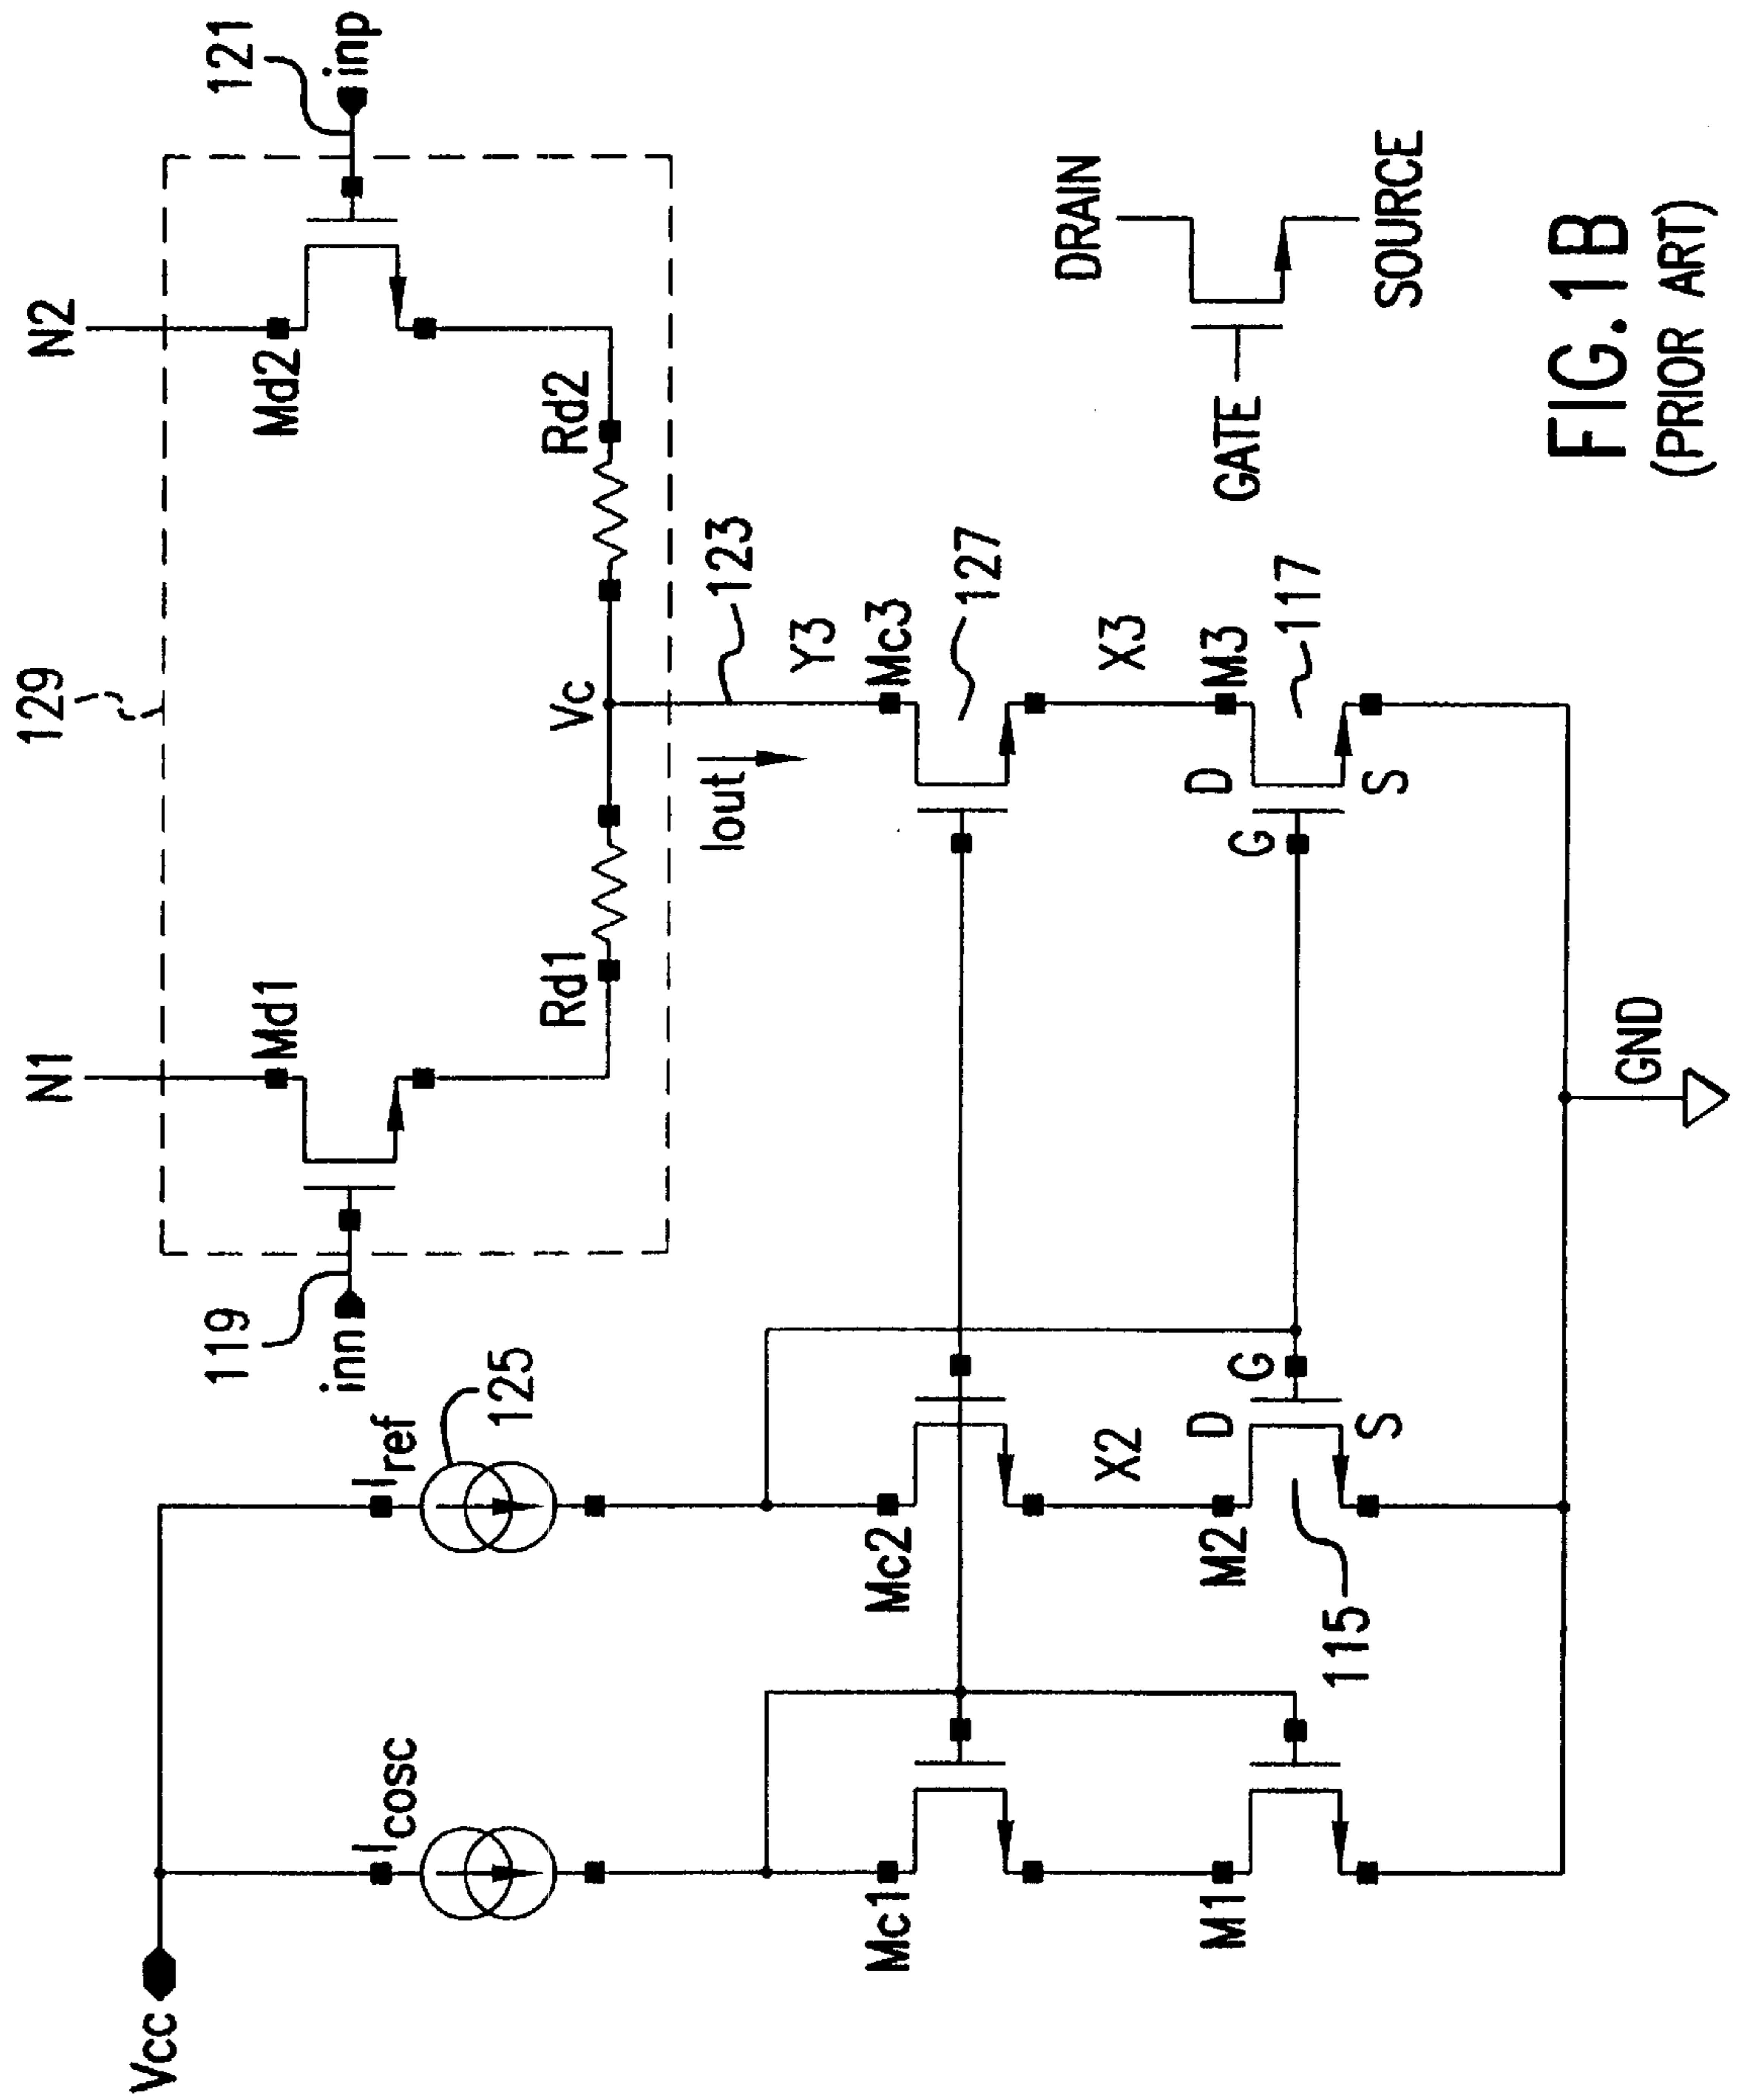 129
N1
N2
121
inp
Md1
Md2
119
inn
Rd1
Vc
Rd2
Vcc
Icosc
Iref
125
Iout
123
Y3
Mc1
Mc2
Mc3
127
X2
X3
M1
M2
D
G
S
115
D
G
S
M3
117
GND
DRAIN
GATE
SOURCE
FIG.1B
(PRIOR ART)